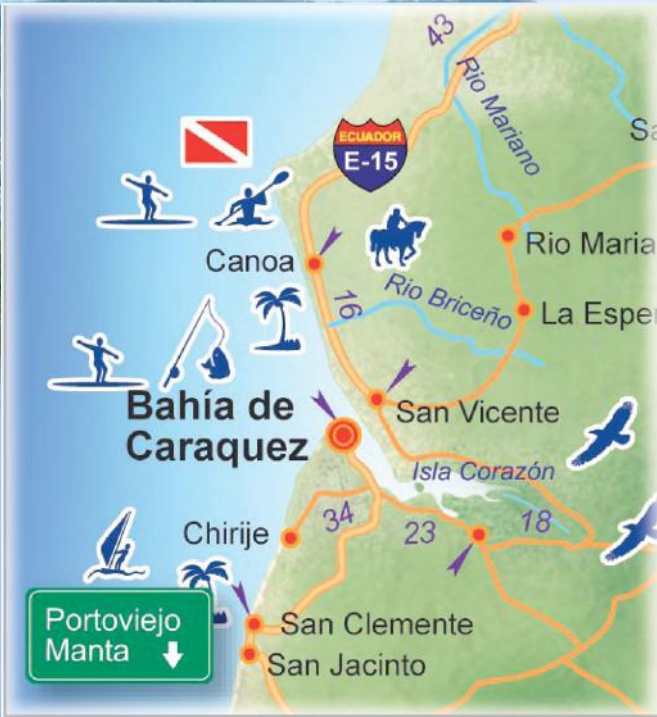 43
Rio Mariano
ECUADOR
E-15
Canoa
Rio Maria
16
Rio Briceño
La Esper
Bahía de
Caraquez
San Vicente
Isla Corazón
34
23
18
Chirije
Portoviejo
Manta
San Clemente
San Jacinto